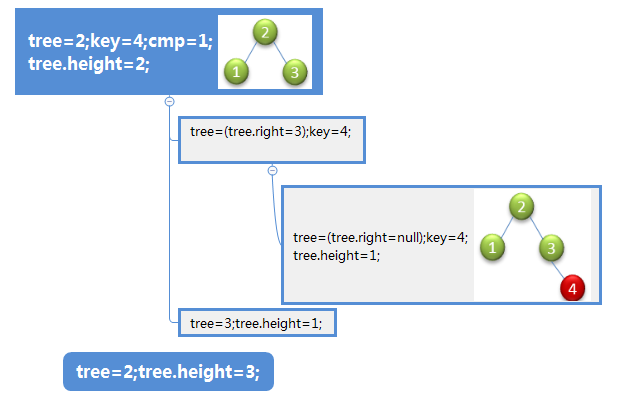 tree=2;key=4;cmp=1;
tree.height=2;
2
1
3
tree=(tree.right=3);key=4;
tree=(tree.right=null);key=4;
tree.height=1;
2
1
3
4
tree=3;tree.height=1;
tree=2;tree.height=3;